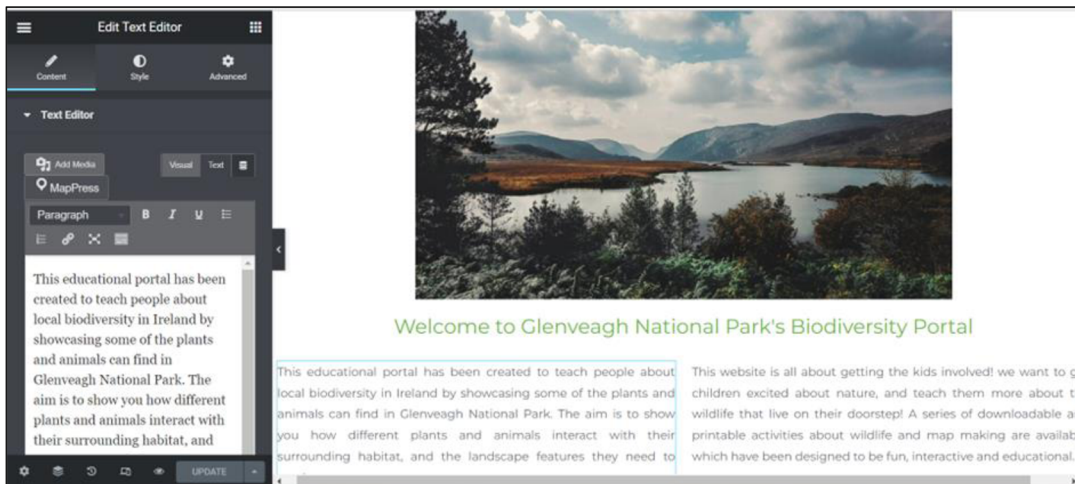 Edit Text Editor
Content
Style
Advanced
Text Editor
Add Media
Visual
Text
MapPress
Paragraph
B I U
This educational portal has been
created to teach people about
local biodiversity in Ireland by
showcasing some of the plants
and animals can find in
Glenveagh National Park. The
aim is to show you how different
plants and animals interact with
their surrounding habitat, and
UPDATE
Welcome to Glenveagh National Park's Biodiversity Portal
This educational portal has been created to teach people about
local biodiversity in Ireland by showcasing some of the plants and
animals can find in Glenveagh National Park. The aim is to show
you how different plants and animals interact with their
surrounding habitat, and the landscape features they need to
This website is all about getting the kids involved! we want to g
children excited about nature, and teach them more about t
wildlife that live on their doorstep! A series of downloadable a
printable activities about wildlife and map making are availab
which have been designed to be fun, interactive and educational.